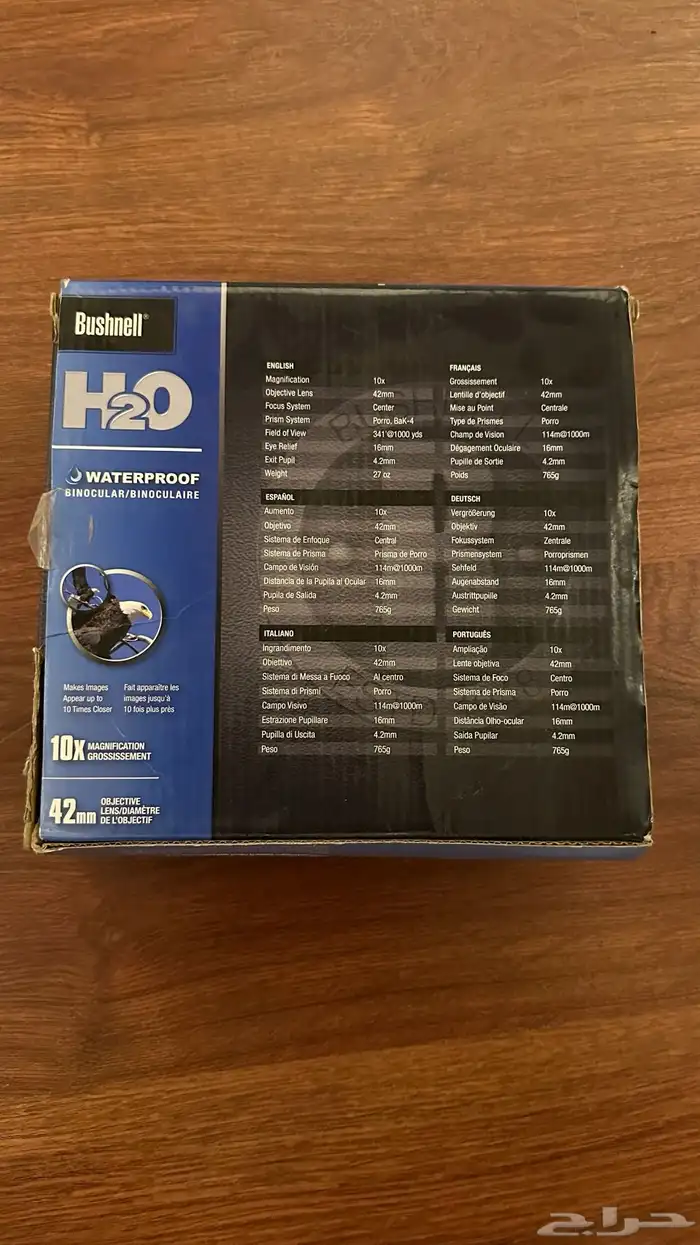 Bushnell®
H2O
WATERPROOF
BINOCULAR/BINOCULAIRE
Makes Images
Appear up to
10 Times Closer
Fait apparaître les
images jusqu'à
10 fois plus près
10x MAGNIFICATION
GROSSISSEMENT
42mm OBJECTIVE
LENS/DIAMÈTRE
DE L'OBJECTIF
ENGLISH
Magnification 10x
Objective Lens 42mm
Focus System Center
Prism System Porro, BaK-4
Field of View 341'@1000 yds
Eye Relief 16mm
Exit Pupil 4.2mm
Weight 27 oz
FRANÇAIS
Grossissement 10x
Lentille d'objectif 42mm
Mise au Point Centrale
Type de Prismes Porro
Champ de Vision 114m@1000m
Dégagement Oculaire 16mm
Pupille de Sortie 4.2mm
Poids 765g
ESPAÑOL
Aumento 10x
Objetivo 42mm
Sistema de Enfoque Central
Sistema de Prisma Prisma de Porro
Campo de Visión 114m@1000m
Distancia de la Pupila al Ocular 16mm
Pupila de Salida 4.2mm
Peso 765g
DEUTSCH
Vergrößerung 10x
Objektiv 42mm
Fokussystem Zentrale
Prismensystem Porroprismen
Sehfeld 114m@1000m
Augenabstand 16mm
Austrittpupille 4.2mm
Gewicht 765g
ITALIANO
Ingrandimento 10x
Obiettivo 42mm
Sistema di Messa a Fuoco Al centro
Sistema di Prismi Porro
Campo Visivo 114m@1000m
Estrazione Pupillare 16mm
Pupilla di Uscita 4.2mm
Peso 765g
PORTUGUÊS
Ampliação 10x
Lente objetiva 42mm
Sistema de Foco Centro
Sistema de Prisma Porro
Campo de Visão 114m@1000m
Distância Olho-ocular 16mm
Saida Pupilar 4.2mm
Peso 765g
حراج